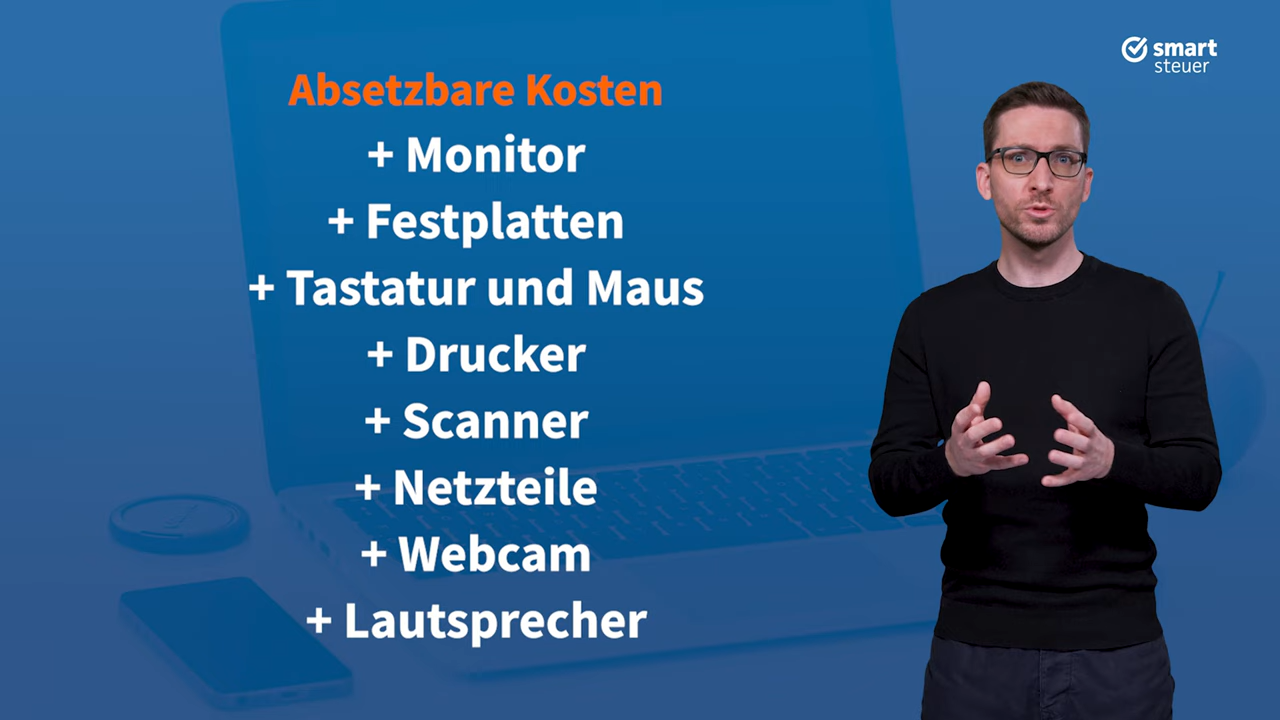 Absetzbare Kosten
+ Monitor
+ Festplatten
+ Tastatur und Maus
+ Drucker
+ Scanner
+ Netzteile
+ Webcam
+ Lautsprecher
smart
steuer